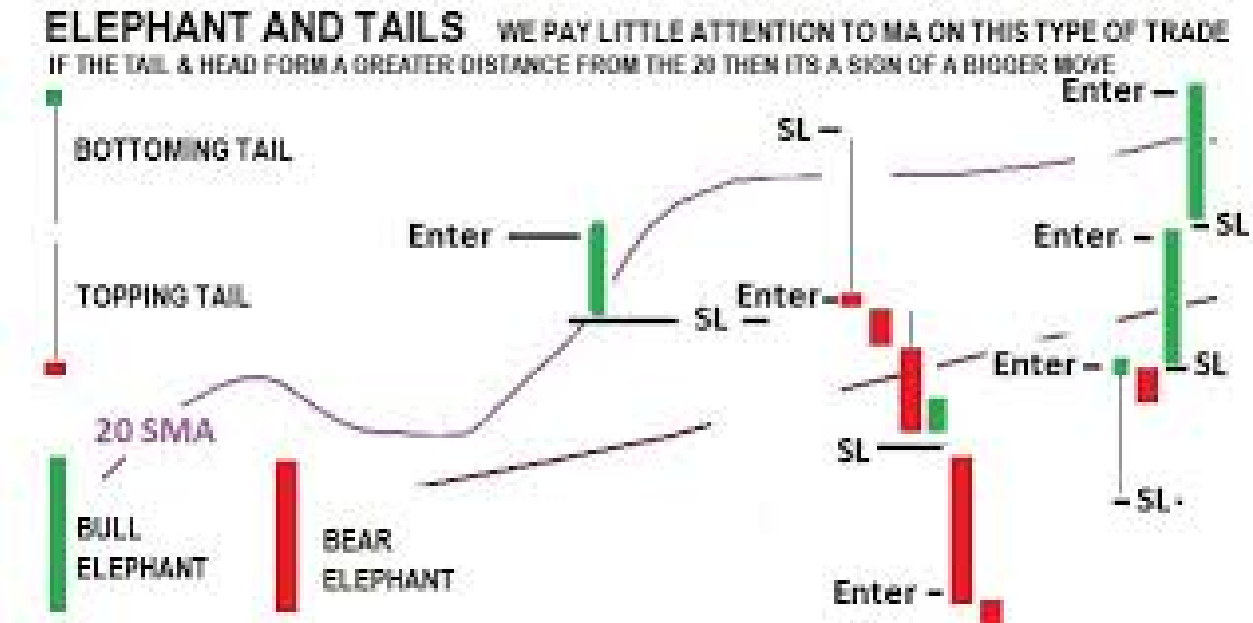 ELEPHANT AND TAILS WE PAY LITTLE ATTENTION TO MA ON THIS TYPE OF TRADE
IF THE TAIL & HEAD FORM A GREATER DISTANCE FROM THE 20 THEN ITS A SIGN OF A BIGGER MOVE
Enter –
SL –
BOTTOMING TAIL
Enter
SL
Enter –
TOPPING TAIL
SL –
Enter–
Enter –
SL
20 SMA
SL
SL
BULL
ELEPHANT
BEAR
ELEPHANT
Enter –